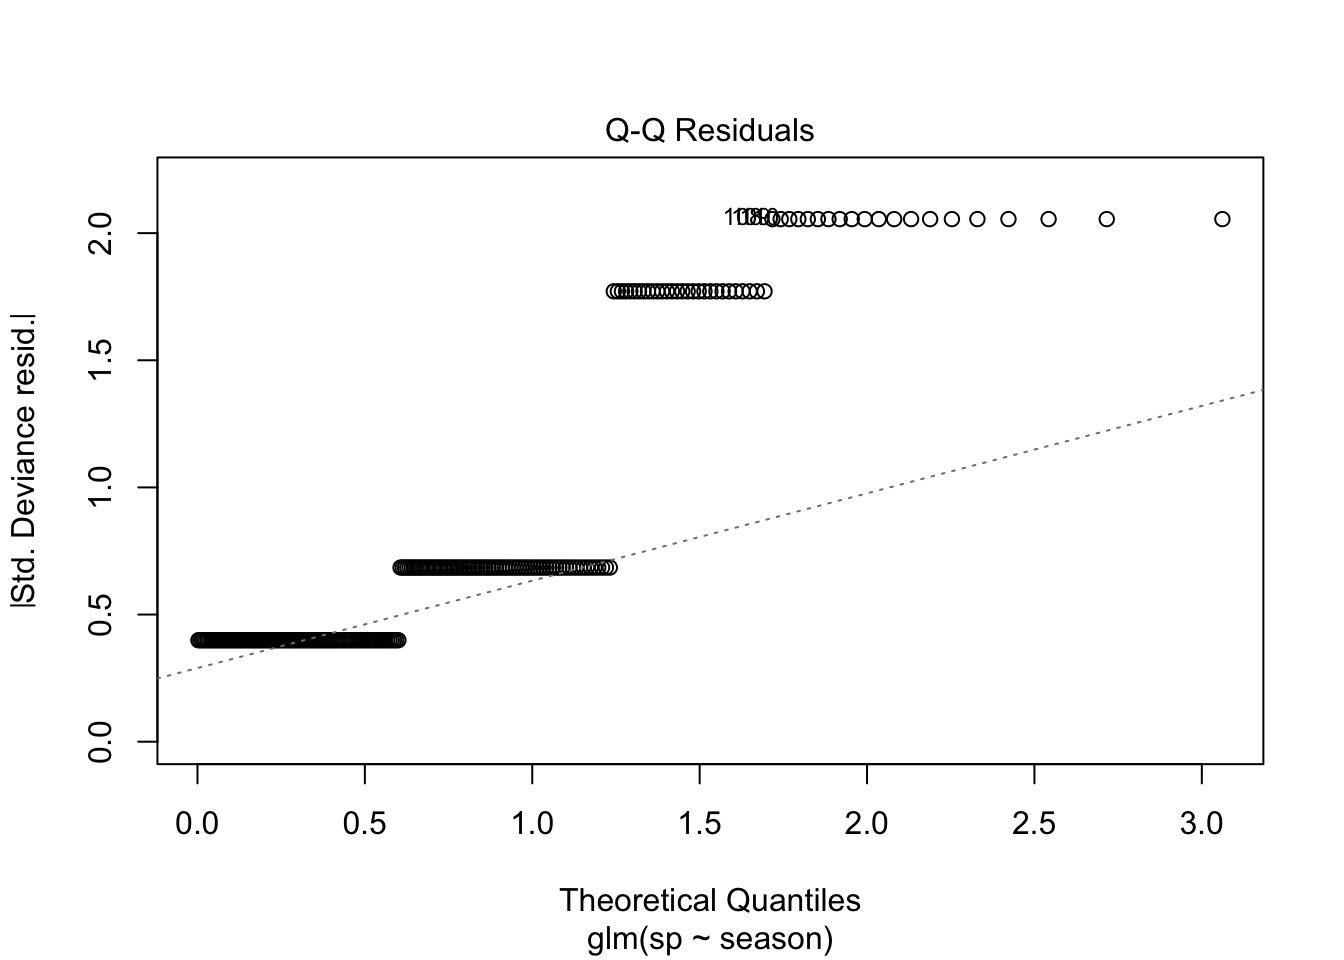 Q-Q Residuals
|Std. Deviance resid.|
2.0
1.5
1.0
0.5
0.0
0.0 0.5 1.0 1.5 2.0 2.5 3.0
Theoretical Quantiles
glm(sp ~ season)